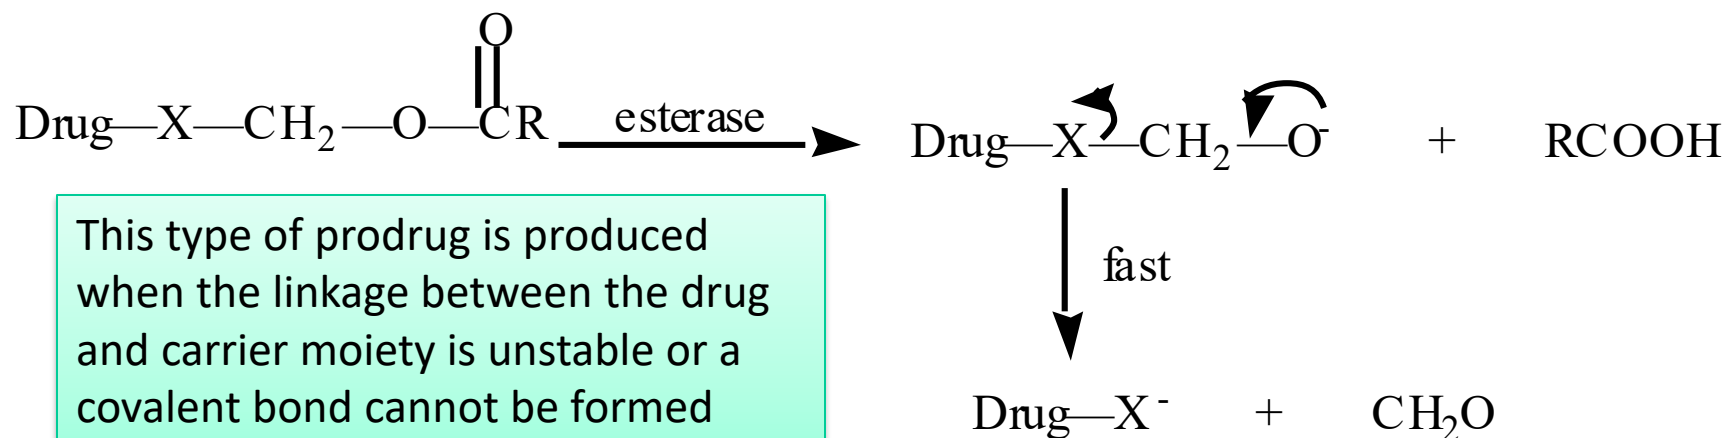 O
Drug—X—CH₂—O—CR esterase Drug—X—CH₂—O⁻ + RCOOH
This type of prodrug is produced
when the linkage between the drug
and carrier moiety is unstable or a
covalent bond cannot be formed
fast
Drug—X⁻ + CH₂O